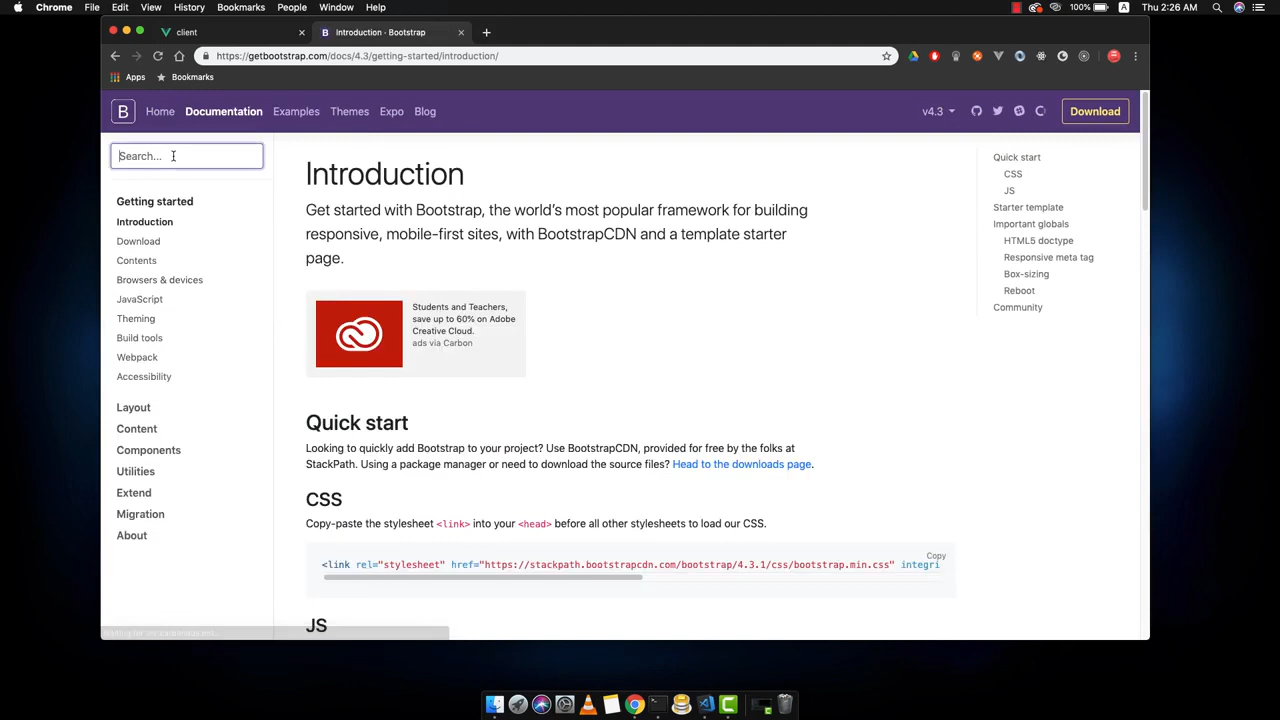 Chrome File Edit View History Bookmarks People Window Help 100% A Thu 2:26 AM
client Introduction · Bootstrap
https://getbootstrap.com/docs/4.3/getting-started/introduction/
Apps Bookmarks
B Home Documentation Examples Themes Expo Blog v4.3 Download
Search...
Getting started
Introduction
Download
Contents
Browsers & devices
JavaScript
Theming
Build tools
Webpack
Accessibility
Layout
Content
Components
Utilities
Extend
Migration
About
Introduction
Get started with Bootstrap, the world's most popular framework for building
responsive, mobile-first sites, with BootstrapCDN and a template starter
page.
Students and Teachers,
save up to 60% on Adobe
Creative Cloud.
ads via Carbon
Quick start
Looking to quickly add Bootstrap to your project? Use BootstrapCDN, provided for free by the folks at
StackPath. Using a package manager or need to download the source files? Head to the downloads page.
CSS
Copy-paste the stylesheet <link> into your <head> before all other stylesheets to load our CSS.
Copy
<link rel="stylesheet" href="https://stackpath.bootstrapcdn.com/bootstrap/4.3.1/css/bootstrap.min.css" integri
JS
Quick start
CSS
JS
Starter template
Important globals
HTML5 doctype
Responsive meta tag
Box-sizing
Reboot
Community